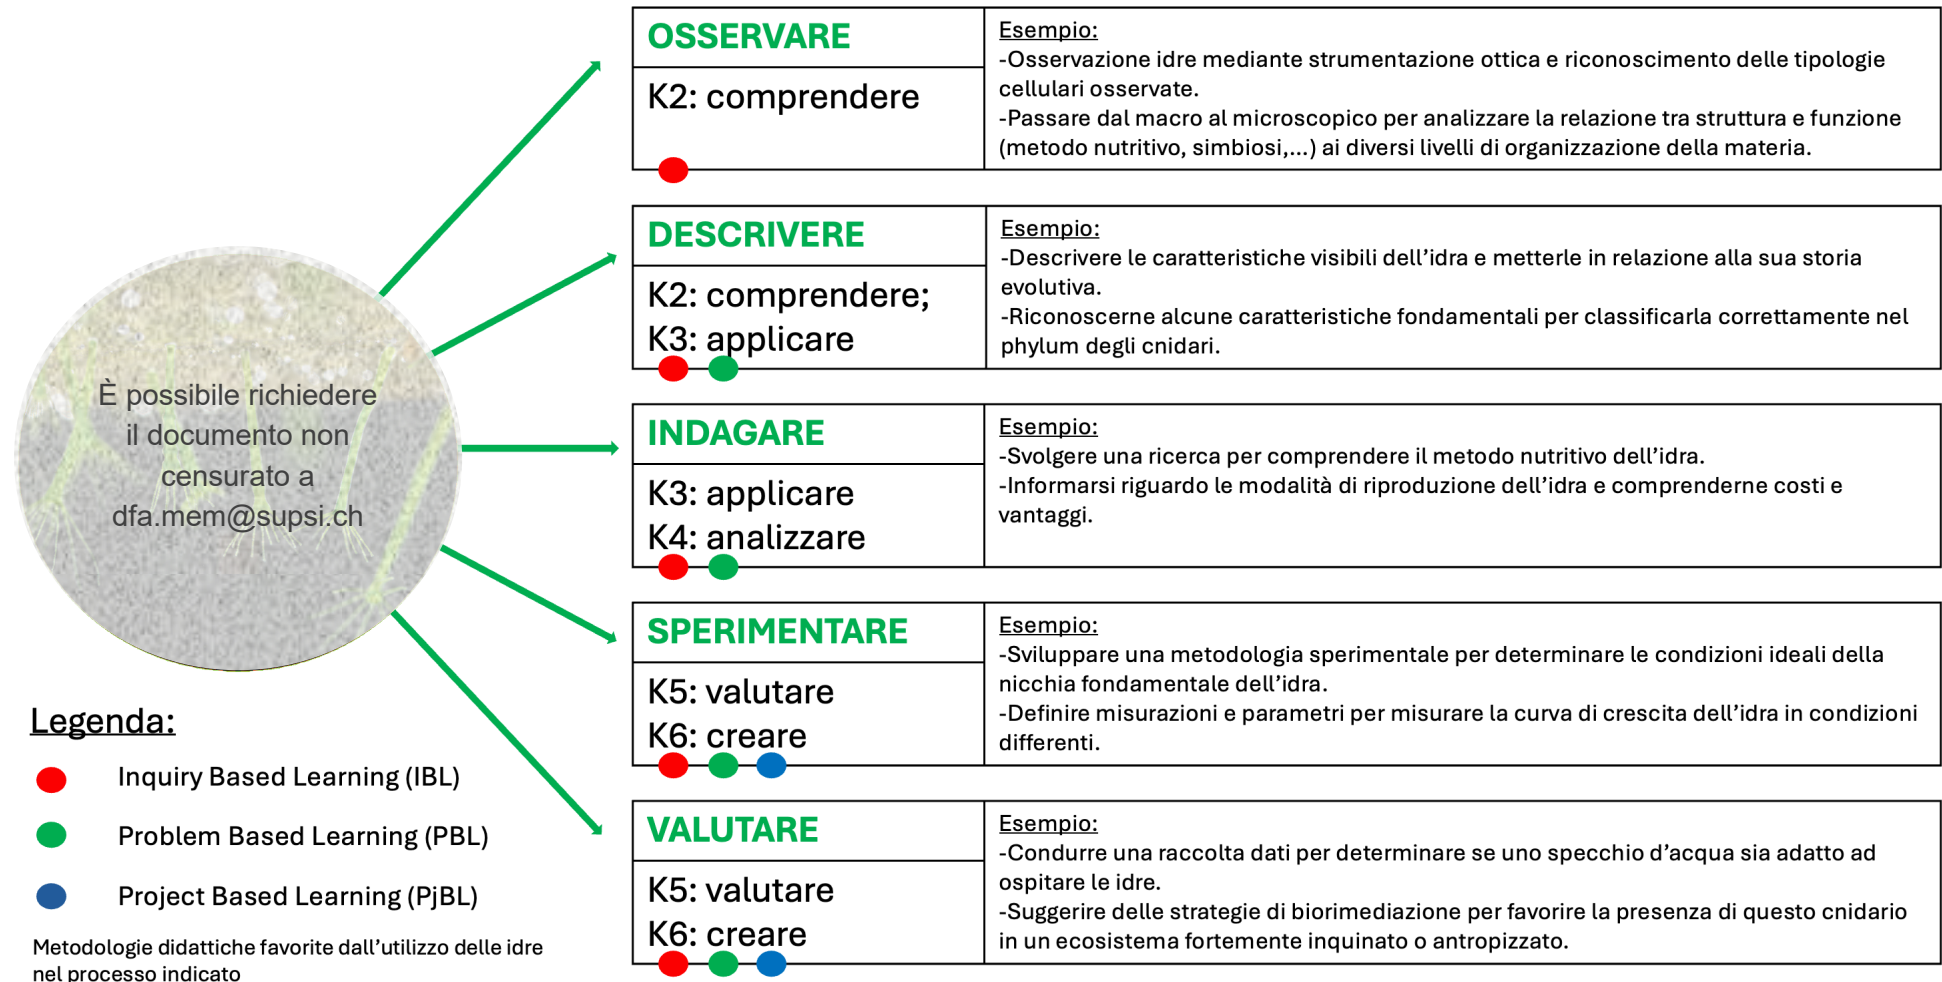 OSSERVARE
K2: comprendere
Esempio:
-Osservazione idre mediante strumentazione ottica e riconoscimento delle tipologie
cellulari osservate.
-Passare dal macro al microscopico per analizzare la relazione tra struttura e funzione
(metodo nutritivo, simbiosi,...) ai diversi livelli di organizzazione della materia.
DESCRIVERE
K2: comprendere;
K3: applicare
Esempio:
-Descrivere le caratteristiche visibili dell'idra e metterle in relazione alla sua storia
evolutiva.
-Riconoscerne alcune caratteristiche fondamentali per classificarla correttamente nel
phylum degli cnidari.
INDAGARE
K3: applicare
K4: analizzare
Esempio:
-Svolgere una ricerca per comprendere il metodo nutritivo dell'idra.
-Informarsi riguardo le modalità di riproduzione dell'idra e comprenderne costi e
vantaggi.
SPERIMENTARE
K5: valutare
K6: creare
Esempio:
-Sviluppare una metodologia sperimentale per determinare le condizioni ideali della
nicchia fondamentale dell'idra.
-Definire misurazioni e parametri per misurare la curva di crescita dell'idra in condizioni
differenti.
VALUTARE
K5: valutare
K6: creare
Esempio:
-Condurre una raccolta dati per determinare se uno specchio d'acqua sia adatto ad
ospitare le idre.
-Suggerire delle strategie di biorimediazione per favorire la presenza di questo cnidario
in un ecosistema fortemente inquinato o antropizzato.
È possibile richiedere
il documento non
censurato a
dfa.mem@supsi.ch
Legenda:
Inquiry Based Learning (IBL)
Problem Based Learning (PBL)
Project Based Learning (PjBL)
Metodologie didattiche favorite dall'utilizzo delle idre
nel processo indicato